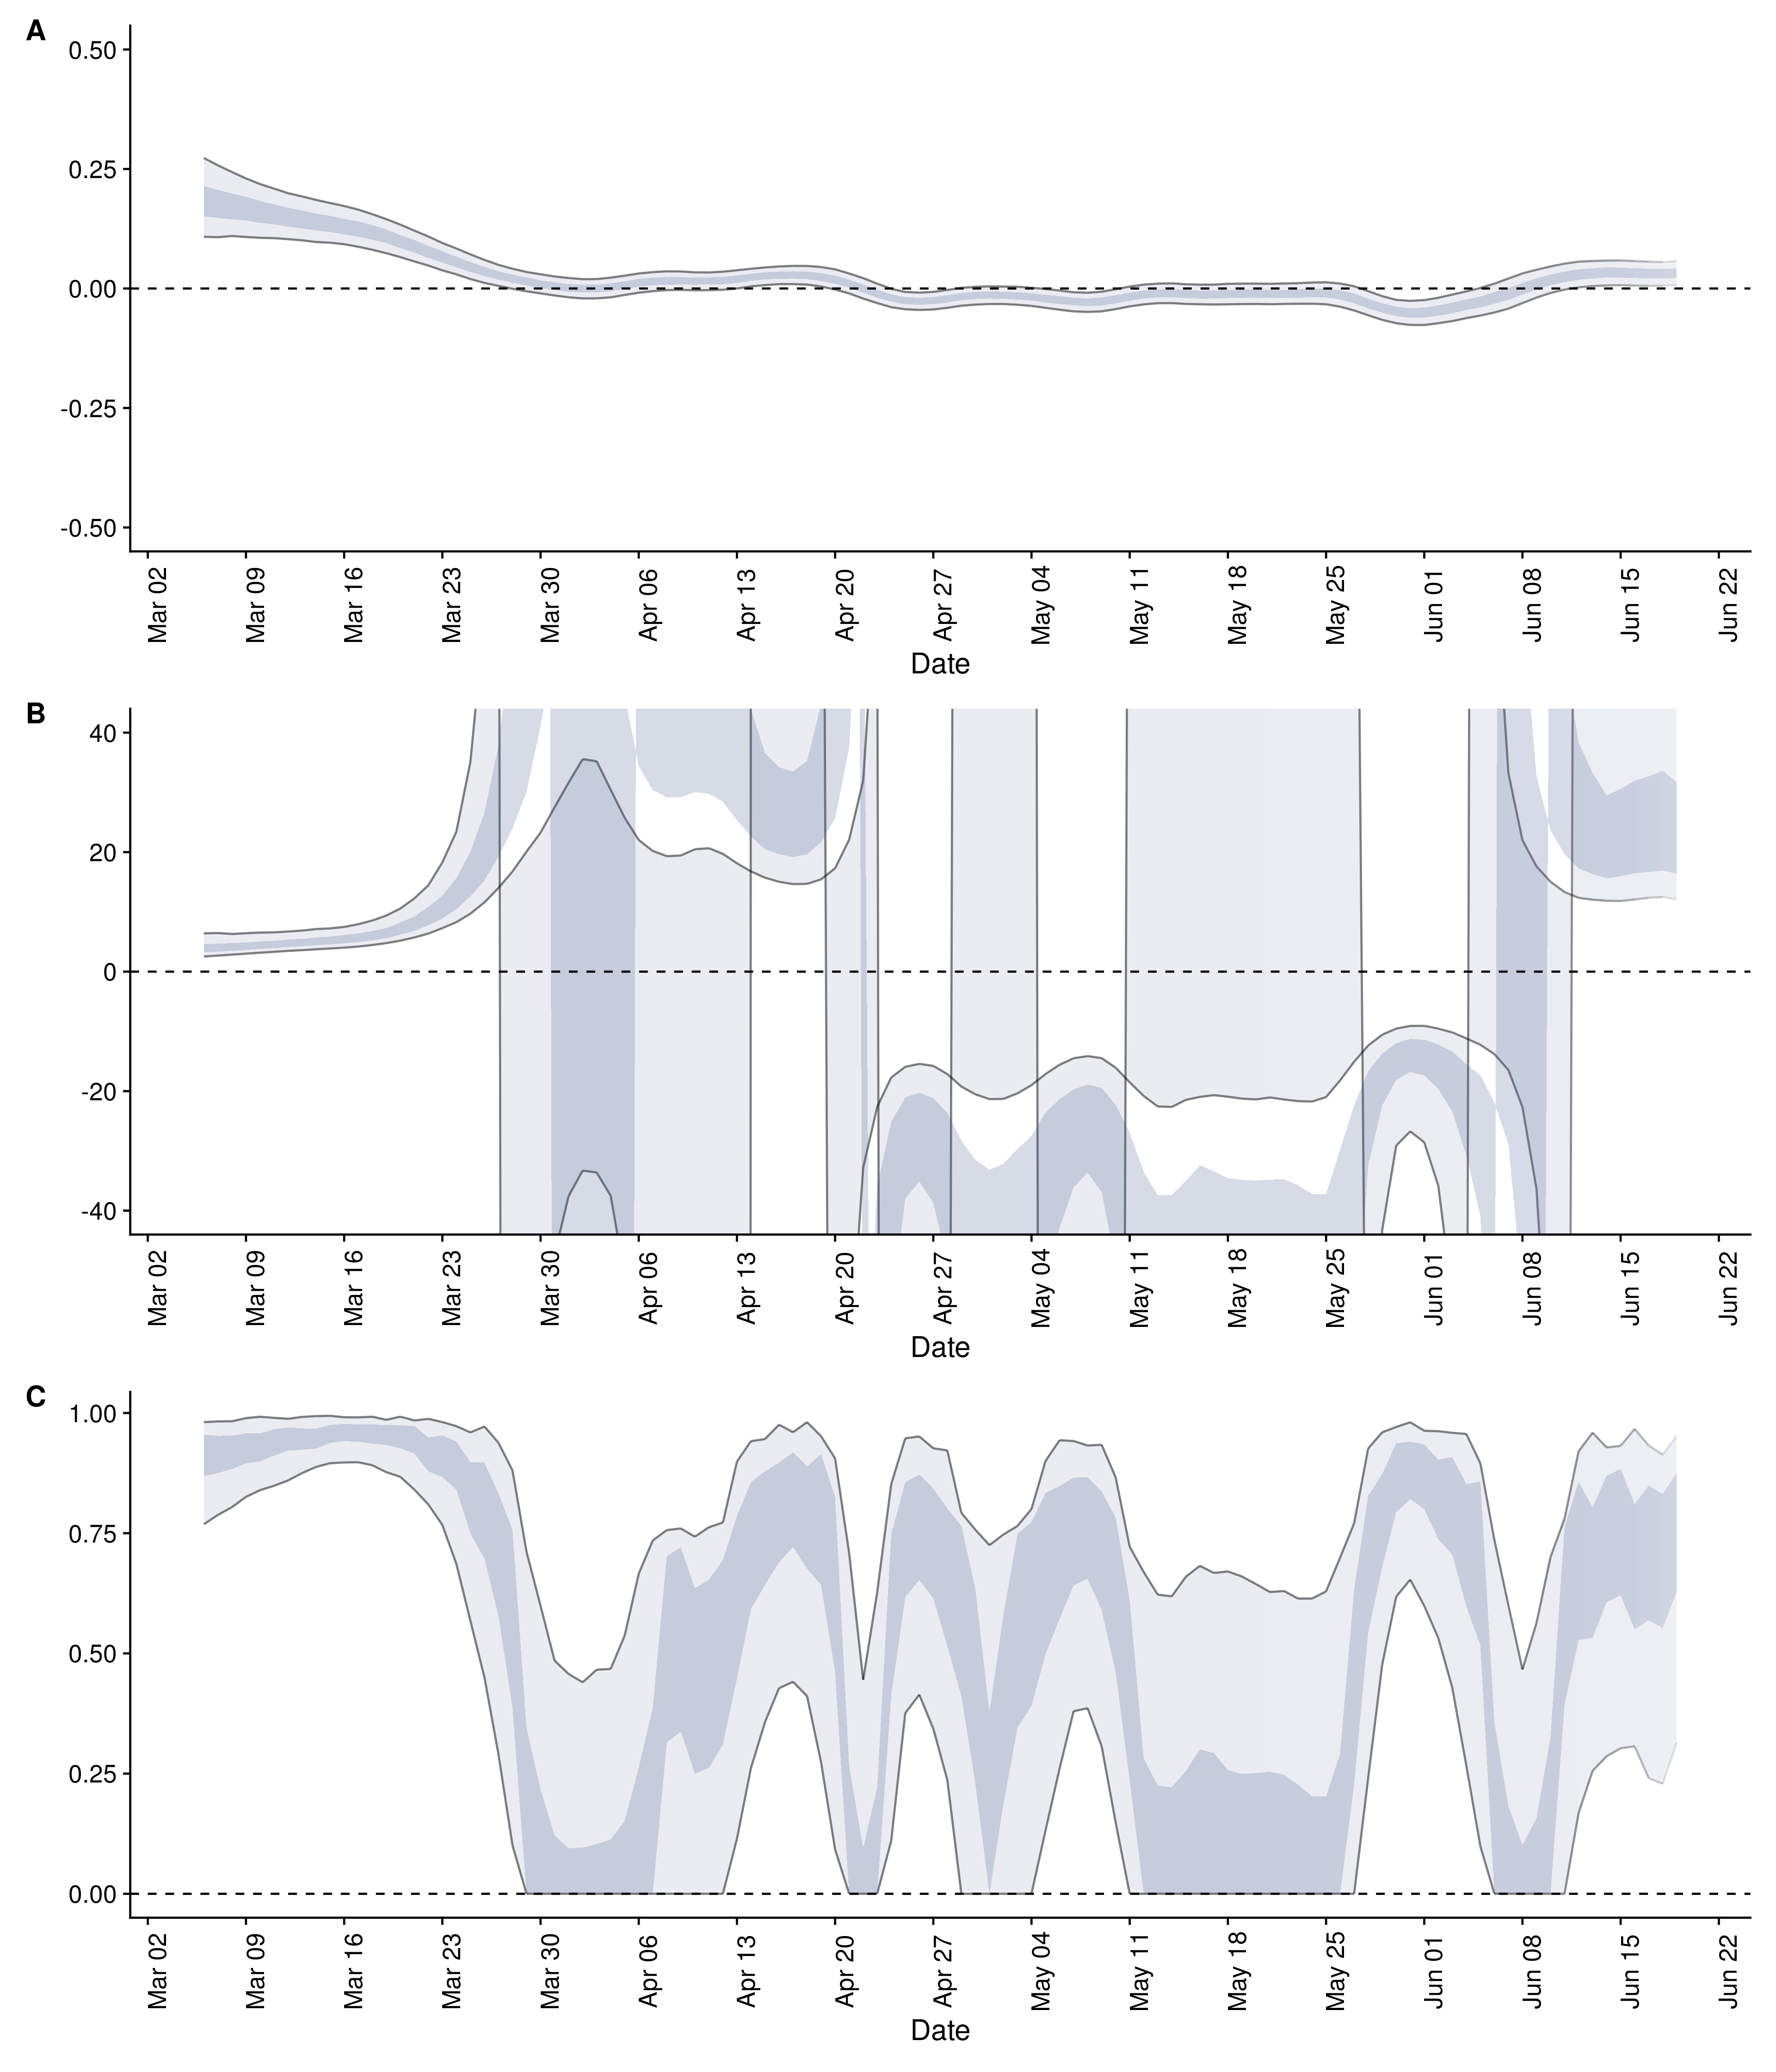 A
0.50
0.25
0.00
-0.25
-0.50
Mar 02
Mar 09
Mar 16
Mar 23
Mar 30
Apr 06
Apr 13
Apr 20
Apr 27
May 04
May 11
May 18
May 25
Jun 01
Jun 08
Jun 15
Jun 22
Date
B
40
20
0
-20
-40
Mar 02
Mar 09
Mar 16
Mar 23
Mar 30
Apr 06
Apr 13
Apr 20
Apr 27
May 04
May 11
May 18
May 25
Jun 01
Jun 08
Jun 15
Jun 22
Date
C
1.00
0.75
0.50
0.25
0.00
Mar 02
Mar 09
Mar 16
Mar 23
Mar 30
Apr 06
Apr 13
Apr 20
Apr 27
May 04
May 11
May 18
May 25
Jun 01
Jun 08
Jun 15
Jun 22
Date